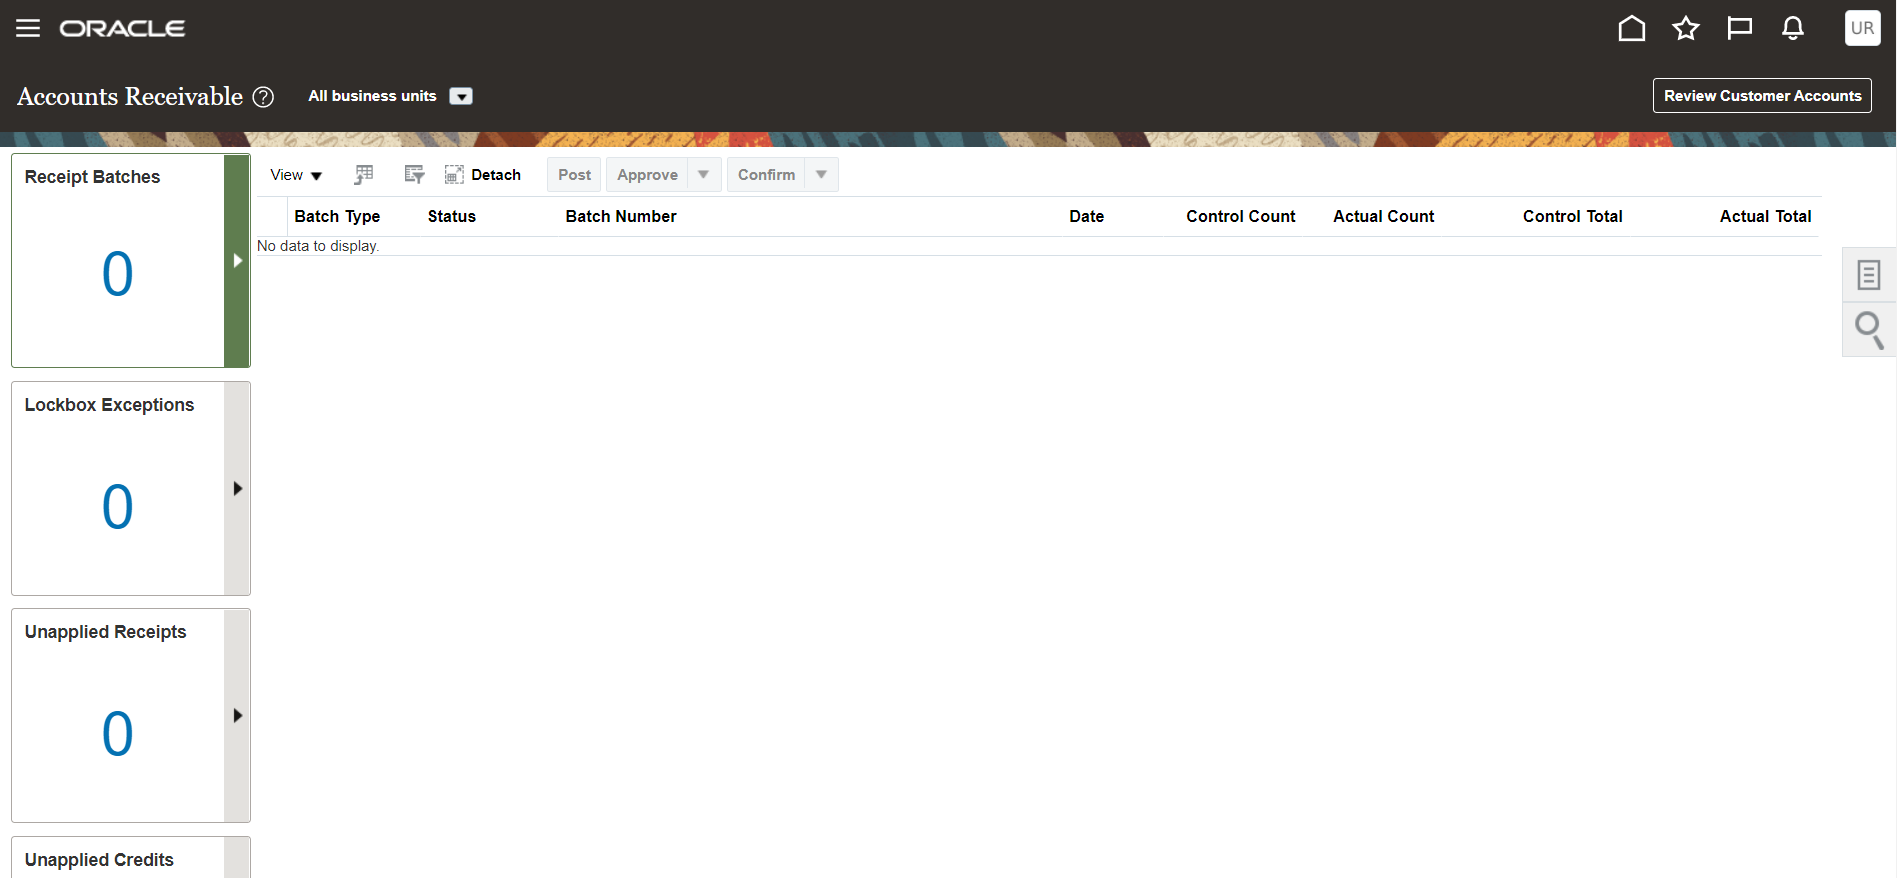 ORACLE
UR
Accounts Receivable ? All business units
Review Customer Accounts
Receipt Batches
0
View Detach Post Approve Confirm
Batch Type Status Batch Number Date Control Count Actual Count Control Total Actual Total
No data to display.
Lockbox Exceptions
0
Unapplied Receipts
0
Unapplied Credits